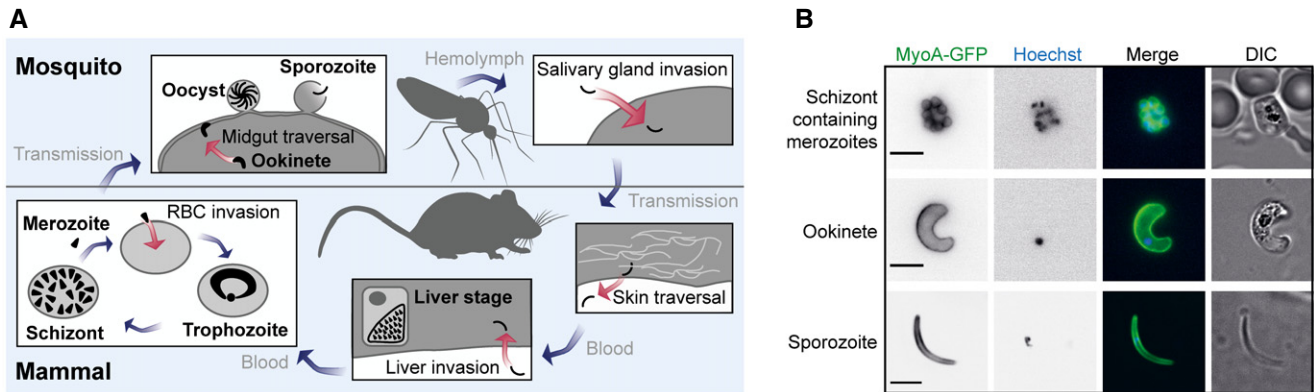 A
Mosquito
Oocyst
Sporozoite
Midgut traversal
Ookinete
Hemolymph
Salivary gland invasion
Transmission
Transmission
Merozoite
RBC invasion
Schizont
Trophozoite
Mammal
Blood
Liver stage
Liver invasion
Skin traversal
Blood
B
MyoA-GFP Hoechst Merge DIC
Schizont
containing
merozoites
Ookinete
Sporozoite